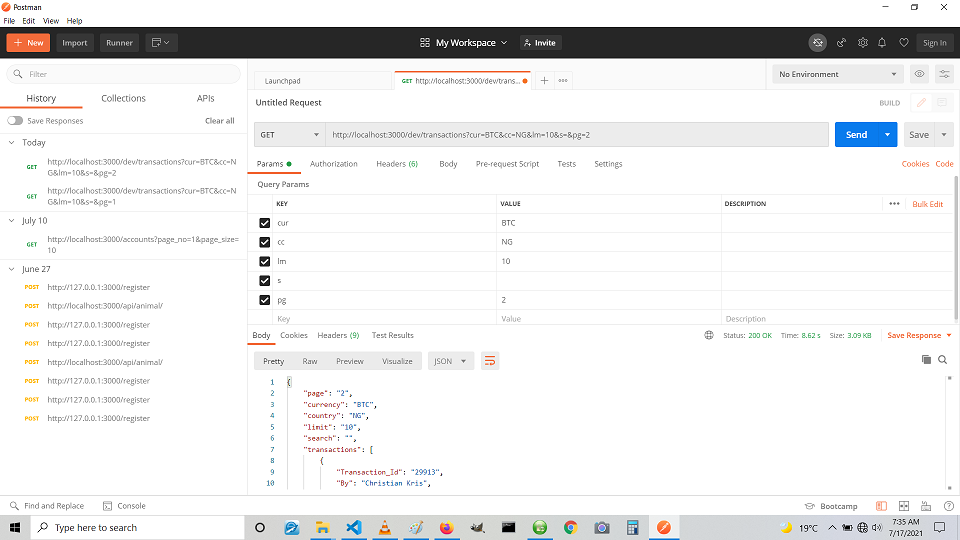 Postman
File Edit View Help
+ New Import Runner My Workspace Invite Sign In
Filter
History Collections APIs
Save Responses Clear all
Today
GET http://localhost:3000/dev/transactions?cur=BTC&cc=N
G&lm=10&s=&pg=2
GET http://localhost:3000/dev/transactions?cur=BTC&cc=N
G&lm=10&s=&pg=1
July 10
GET http://localhost:3000/accounts?page_no=1&page_size=
10
June 27
POST http://127.0.0.1:3000/register
POST http://localhost:3000/api/animal/
POST http://127.0.0.1:3000/register
POST http://127.0.0.1:3000/register
POST http://localhost:3000/api/animal/
POST http://127.0.0.1:3000/register
POST http://127.0.0.1:3000/register
POST http://127.0.0.1:3000/register
Launchpad GET http://localhost:3000/dev/trans... + ooo No Environment
Untitled Request BUILD
GET http://localhost:3000/dev/transactions?cur=BTC&cc=NG&lm=10&s=&pg=2 Send Save
Params Authorization Headers (6) Body Pre-request Script Tests Settings Cookies Code
Query Params
KEY VALUE DESCRIPTION ooo Bulk Edit
cur BTC
cc NG
lm 10
s
pg 2
Key Value Description
Body Cookies Headers (9) Test Results Status: 200 OK Time: 8.62 s Size: 3.09 KB Save Response
Pretty Raw Preview Visualize JSON
1 {
2 "page": "2",
3 "currency": "BTC",
4 "country": "NG",
5 "limit": "10",
6 "search": "",
7 "transactions": [
8 {
9 "Transaction_Id": "29913",
10 "By": "Christian Kris",
Find and Replace Console Bootcamp
Type here to search 19°C 7:35 AM
7/17/2021